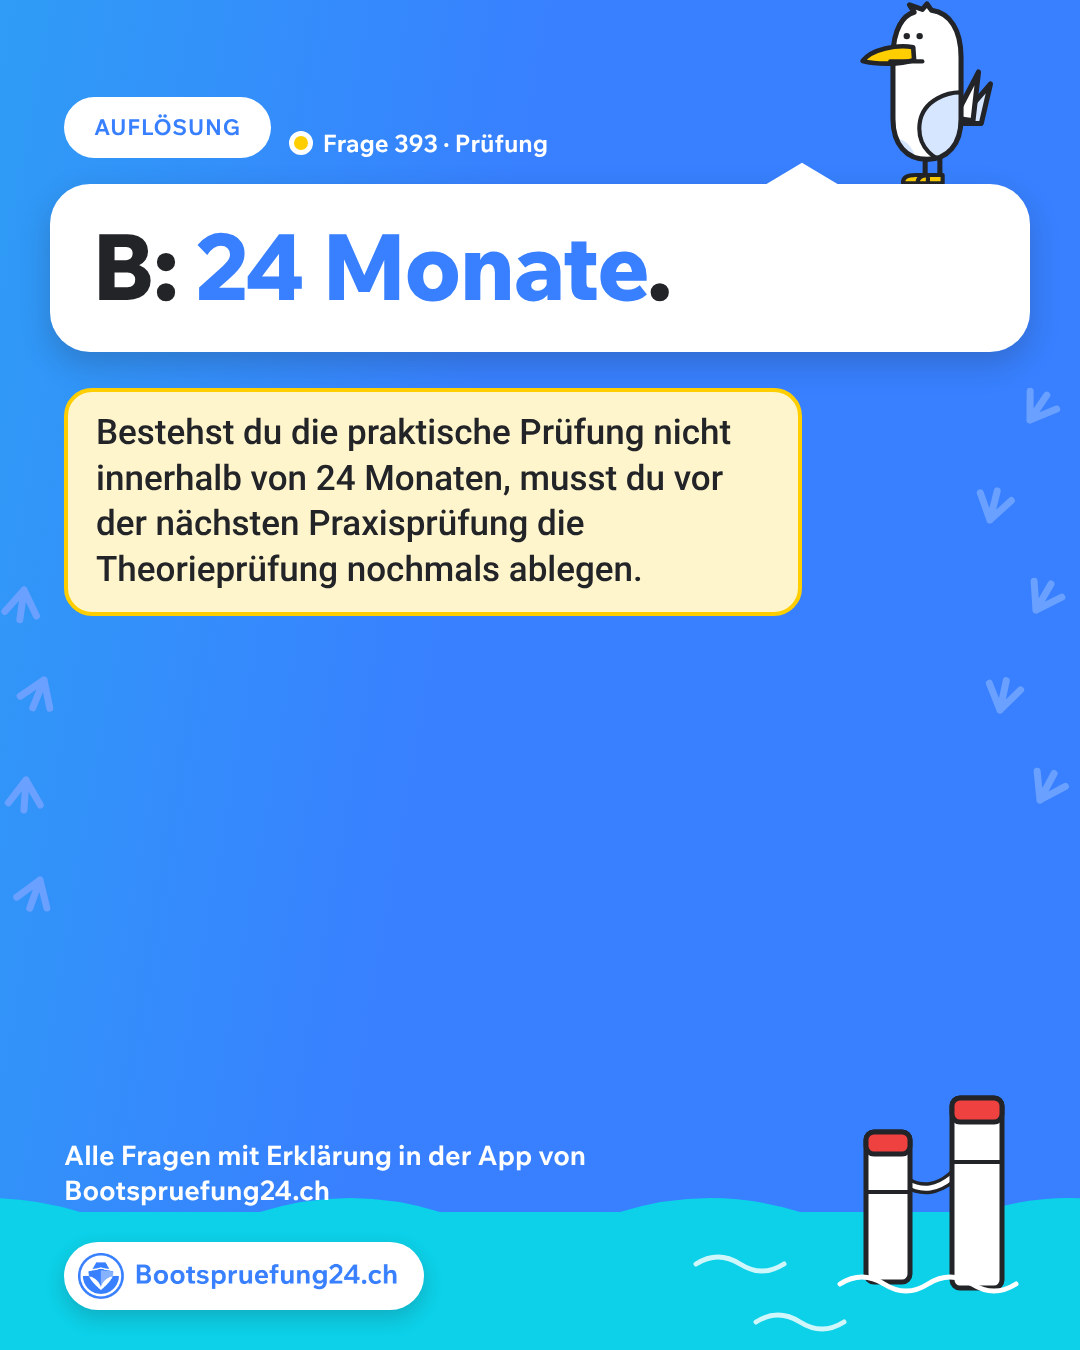 AUFLÖSUNG
Frage 393 · Prüfung
B: 24 Monate.
Bestehst du die praktische Prüfung nicht
innerhalb von 24 Monaten, musst du vor
der nächsten Praxisprüfung die
Theorieprüfung nochmals ablegen.
Alle Fragen mit Erklärung in der App von
Bootspruefung24.ch
Bootspruefung24.ch